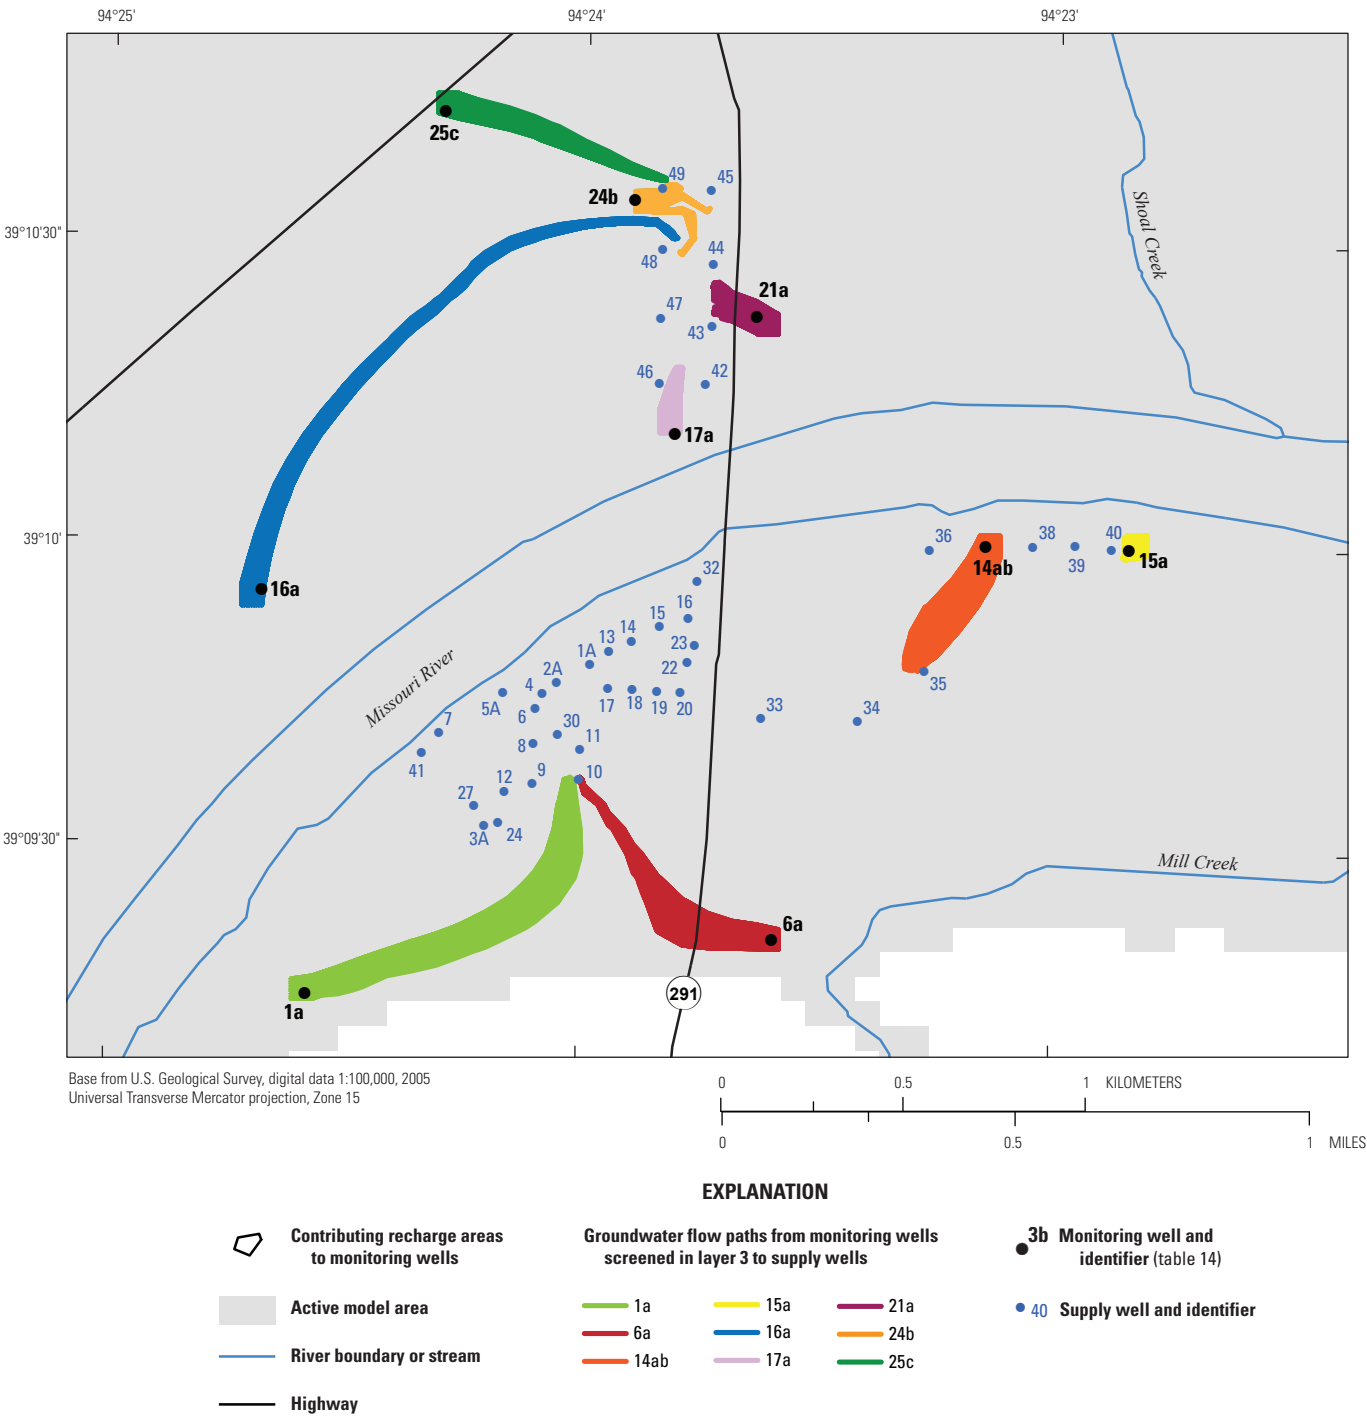 94°25'
94°24'
94°23'
25c
49
45
24b
Shoal Creek
39°10'30"
48
44
21a
47
43
46
42
17a
39°10'
36
38
40
39
15a
14ab
16a
32
16
15
14
13
23
1A
22
2A
4
5A
6
17
18
19
20
35
33
34
Missouri River
7
30
8
11
41
9
10
12
27
3A
24
39°09'30"
Mill Creek
6a
291
1a
Base from U.S. Geological Survey, digital data 1:100,000, 2005
Universal Transverse Mercator projection, Zone 15
0 0.5 1 KILOMETERS
0 0.5 1 MILES
EXPLANATION
Contributing recharge areas
to monitoring wells
Active model area
River boundary or stream
Highway
Groundwater flow paths from monitoring wells
screened in layer 3 to supply wells
1a
6a
14ab
15a
16a
17a
21a
24b
25c
3b Monitoring well and
identifier (table 14)
40 Supply well and identifier